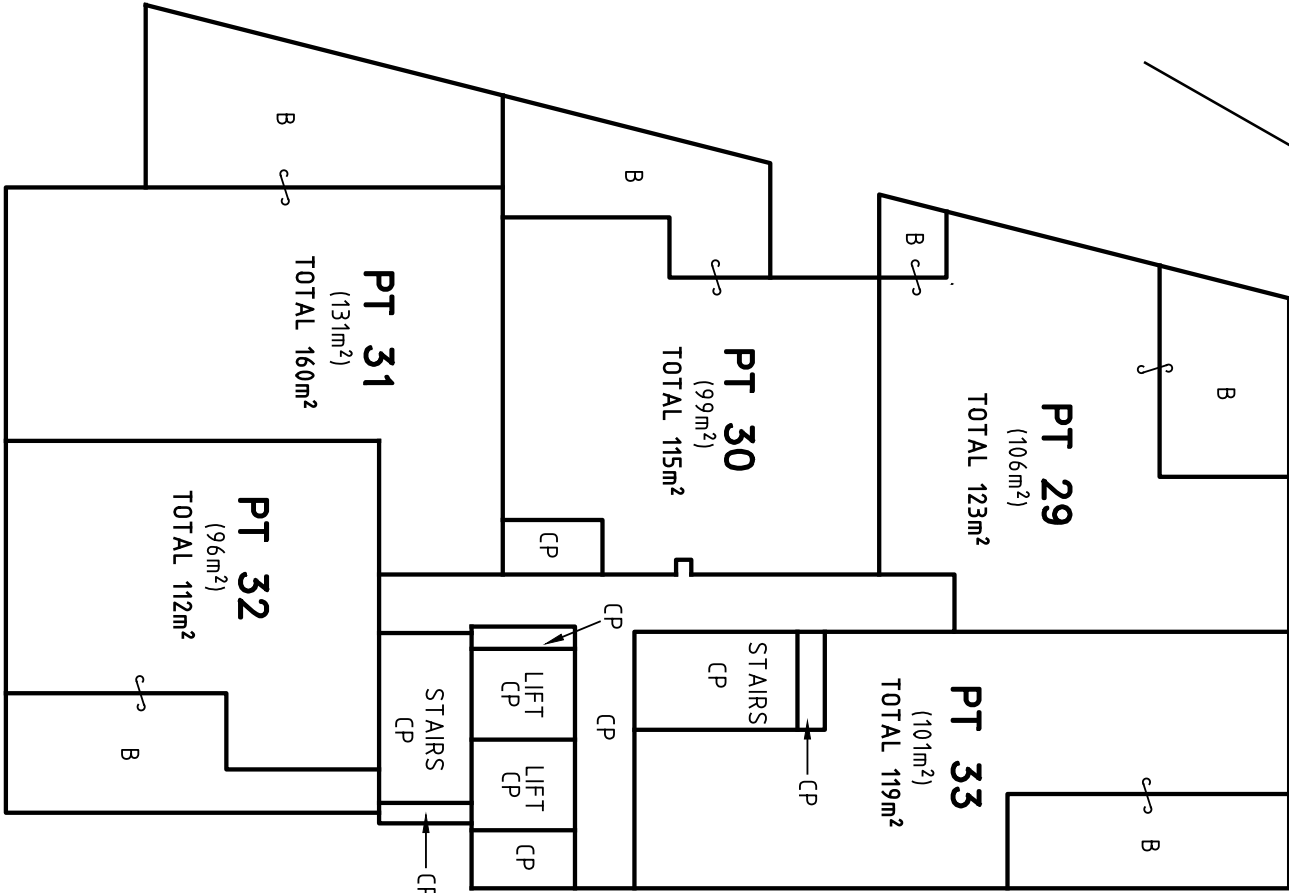 B
B
B
B
PT 31
(131m²)
TOTAL 160m²
PT 30
(99m²)
TOTAL 115m²
PT 29
(106m²)
TOTAL 123m²
PT 32
(96m²)
TOTAL 112m²
CP
CP
STAIRS
CP
LIFT
CP
CP
STAIRS
CP
PT 33
(101m²)
TOTAL 119m²
LIFT
CP
CP
B
B
CP
CP